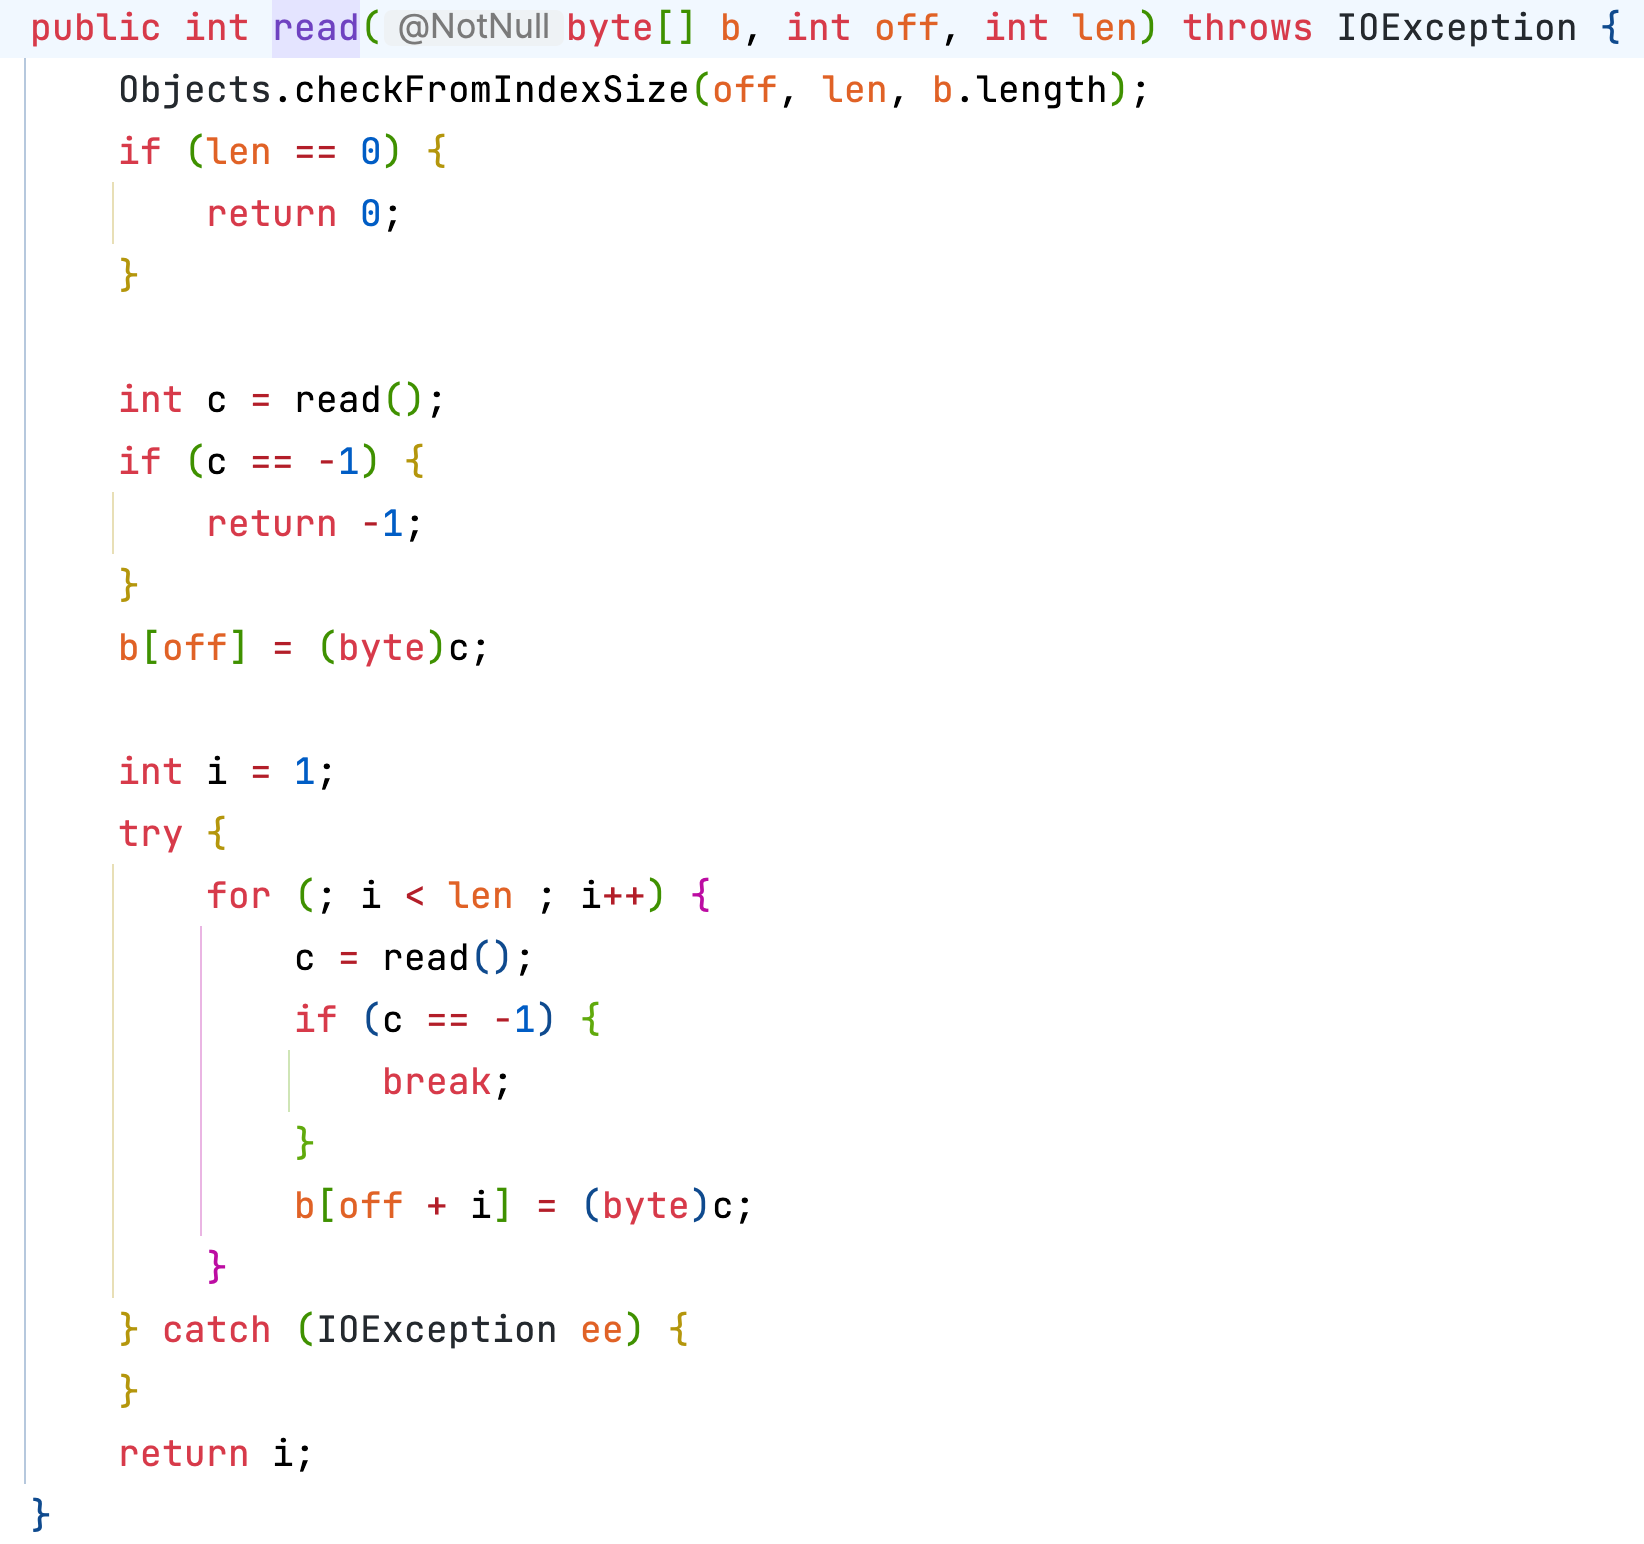 public int read( @NotNull byte[] b, int off, int len) throws IOException {
    Objects.checkFromIndexSize(off, len, b.length);
    if (len == 0) {
        return 0;
    }

    int c = read();
    if (c == -1) {
        return -1;
    }
    b[off] = (byte)c;

    int i = 1;
    try {
        for (; i < len ; i++) {
            c = read();
            if (c == -1) {
                break;
            }
            b[off + i] = (byte)c;
        }
    } catch (IOException ee) {
    }
    return i;
}